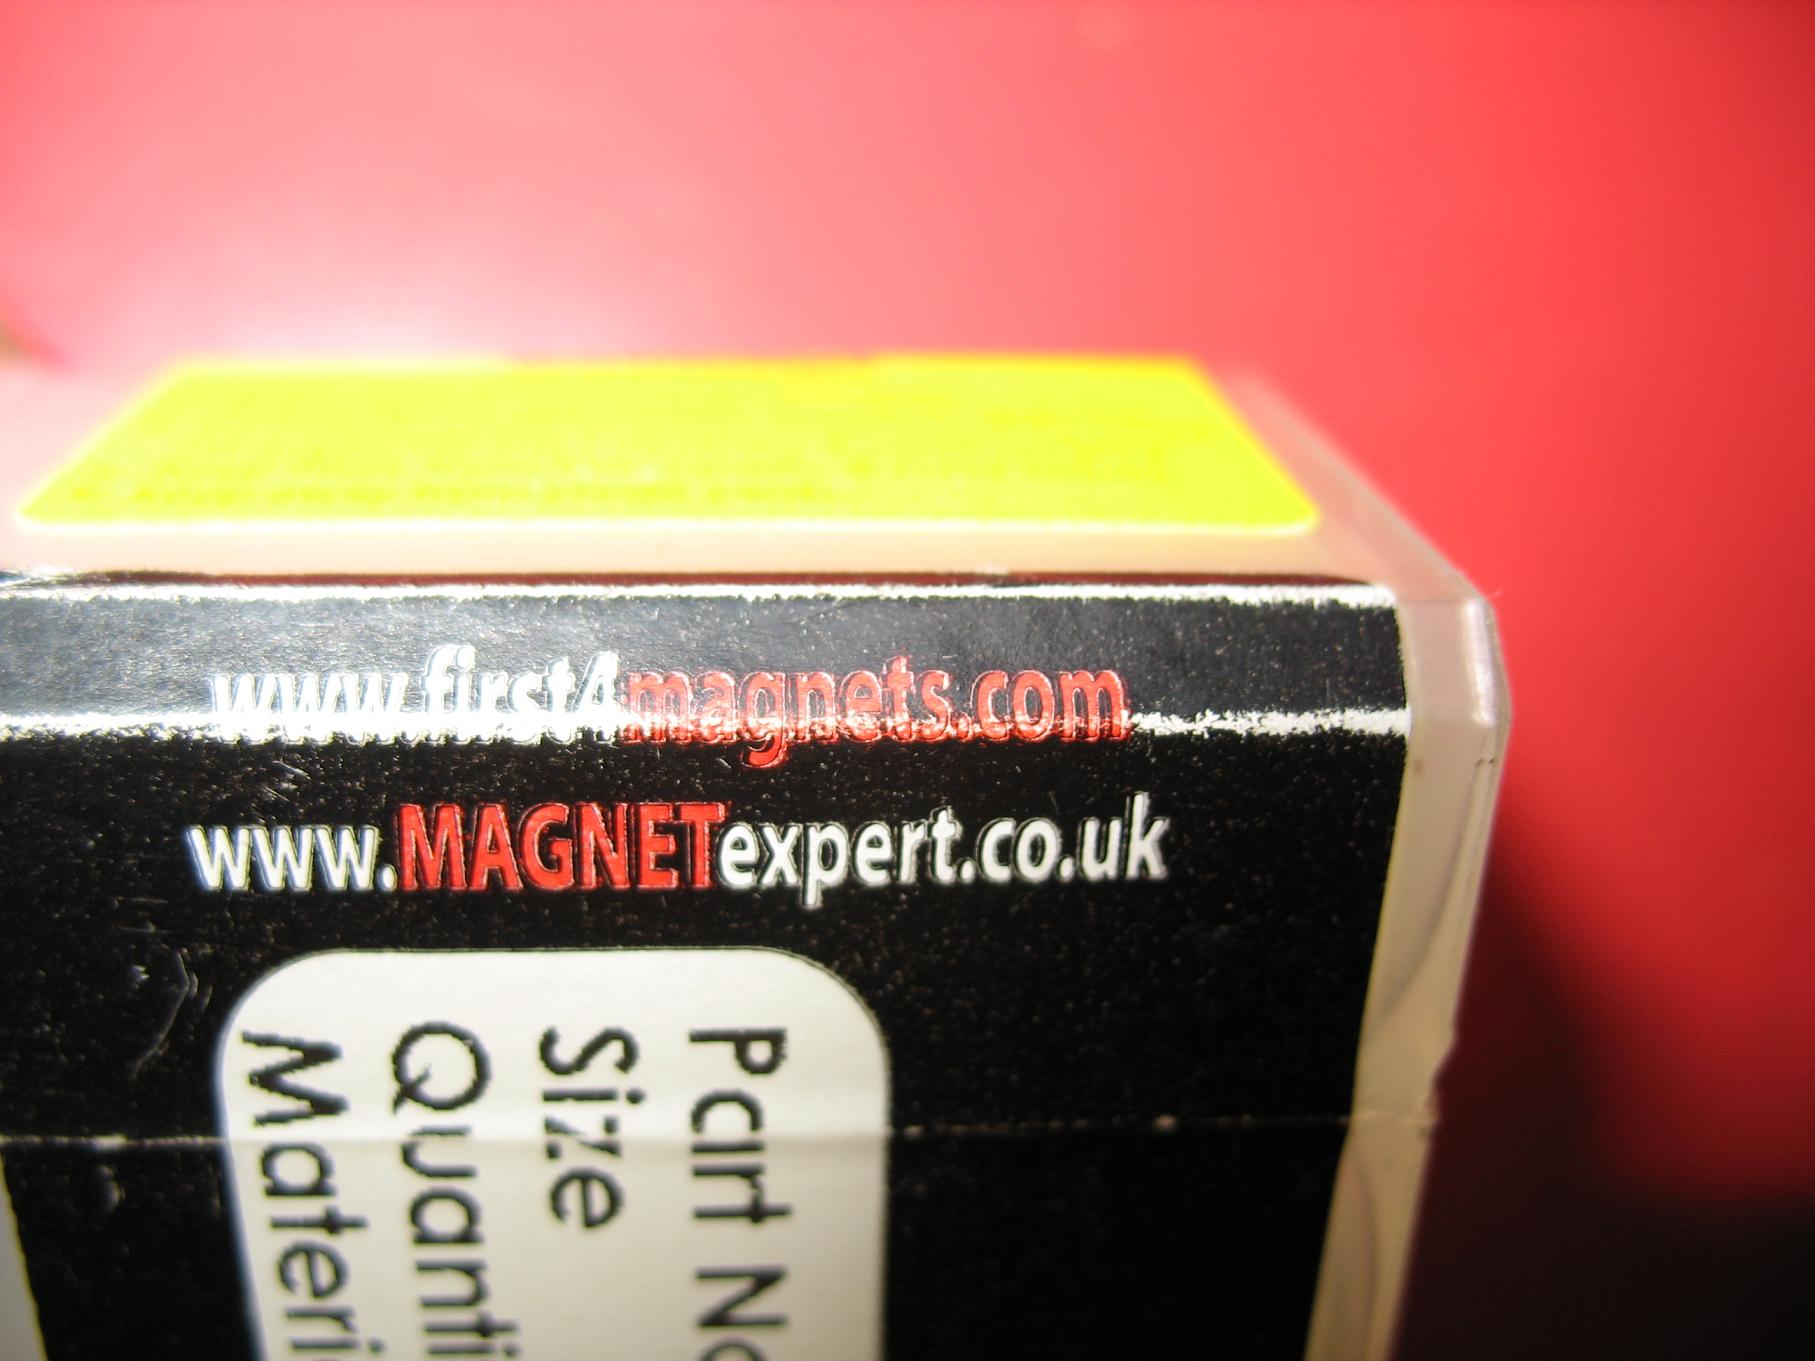 www.first4magnets.com
www.MAGNETexpert.co.uk
Part No
Size
Quanti
Materi